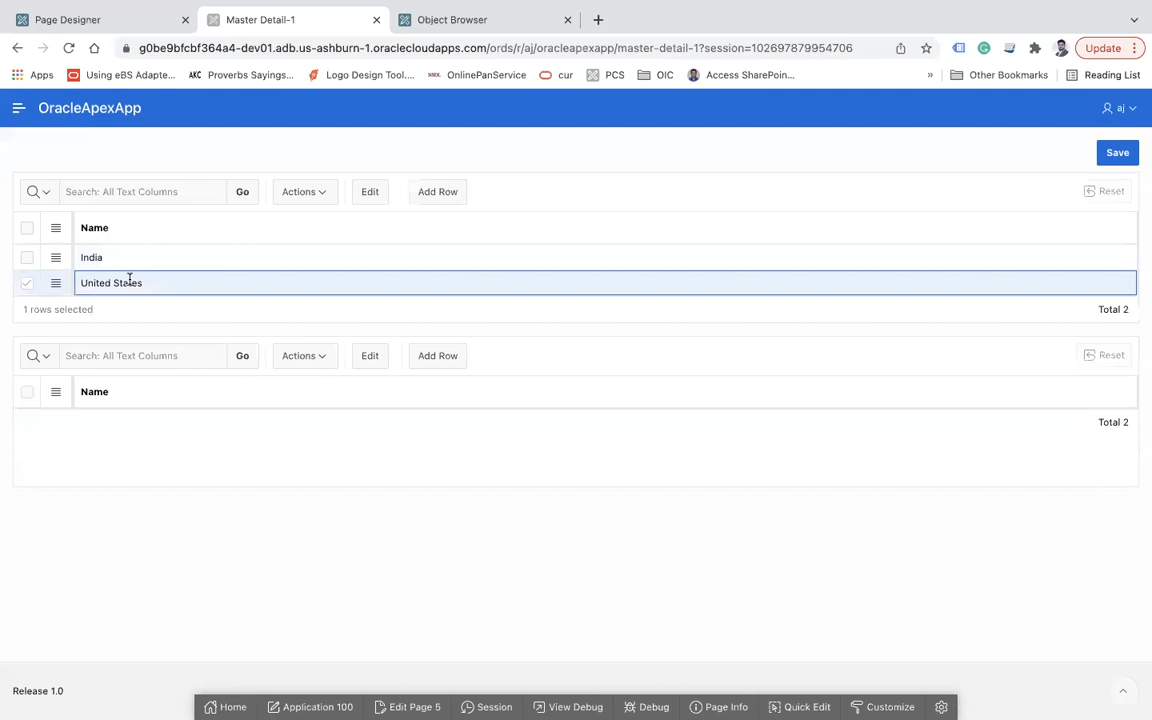 Page Designer
Master Detail-1
Object Browser
g0be9bfcbf364a4-dev01.adb.us-ashburn-1.oraclecloudapps.com/ords/r/aj/oracleapexapp/master-detail-1?session=102697879954706
Update
Apps
Using eBS Adapte...
AKC Proverbs Sayings...
Logo Design Tool....
OnlinePanService
cur
PCS
OIC
Access SharePoin...
»
Other Bookmarks
Reading List
OracleApexApp
aj
Save
Search: All Text Columns
Go
Actions
Edit
Add Row
Reset
Name
India
United States
1 rows selected
Total 2
Search: All Text Columns
Go
Actions
Edit
Add Row
Reset
Name
Total 2
Release 1.0
Home
Application 100
Edit Page 5
Session
View Debug
Debug
Page Info
Quick Edit
Customize